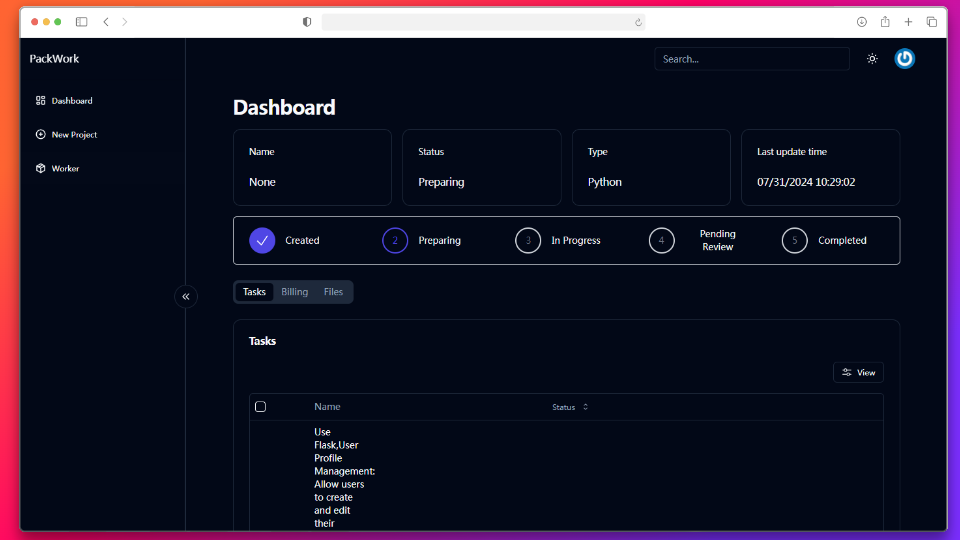 PackWork
Search...
Dashboard
New Project
Worker
Dashboard
Name
None
Status
Preparing
Type
Python
Last update time
07/31/2024 10:29:02
Created
2
Preparing
3
In Progress
4
Pending
Review
5
Completed
Tasks
Billing
Files
Tasks
View
Name
Status
Use
Flask,User
Profile
Management:
Allow users
to create
and edit
their